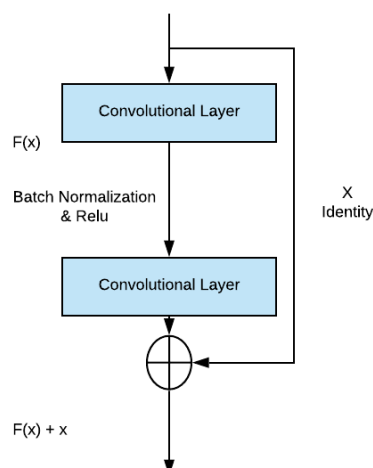 Convolutional Layer
F(x)
Batch Normalization
& Relu
X
Identity
Convolutional Layer
F(x) + x